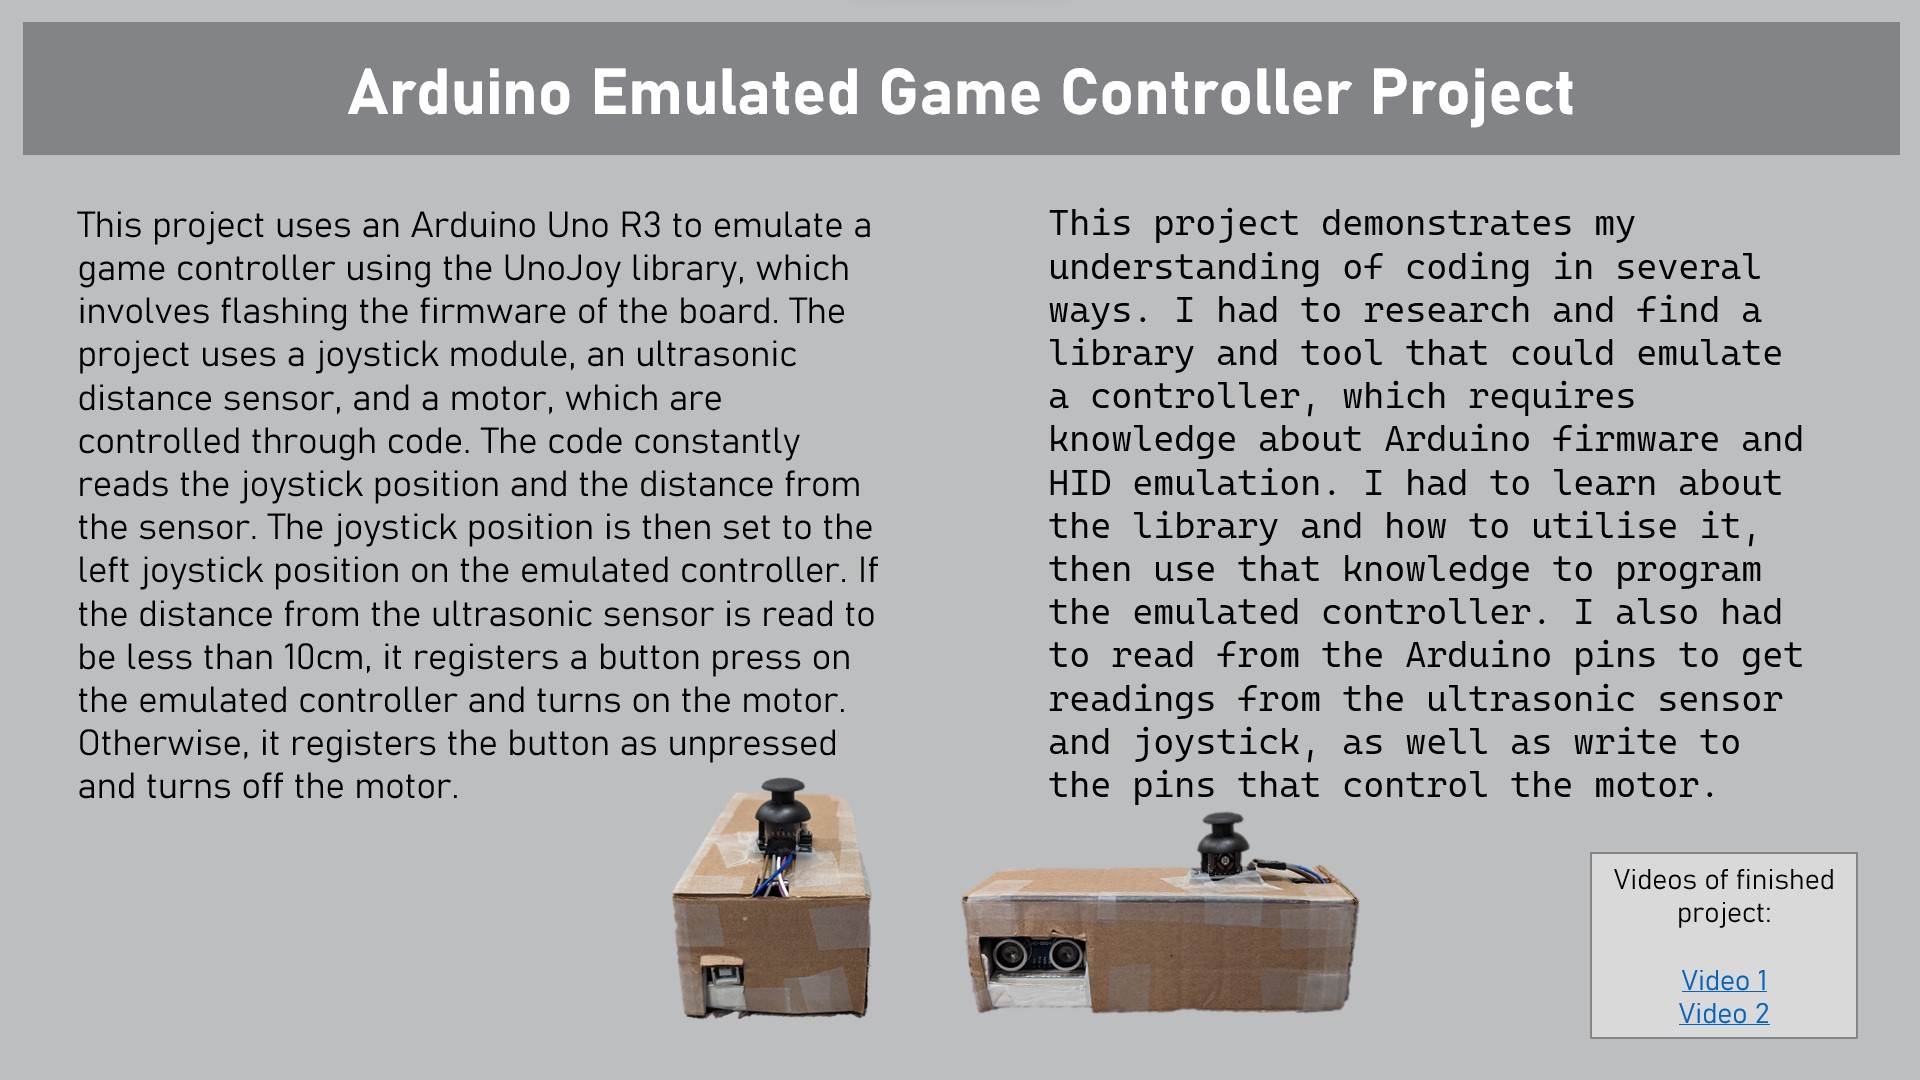 Arduino Emulated Game Controller Project
This project uses an Arduino Uno R3 to emulate a
game controller using the UnoJoy library, which
involves flashing the firmware of the board. The
project uses a joystick module, an ultrasonic
distance sensor, and a motor, which are
controlled through code. The code constantly
reads the joystick position and the distance from
the sensor. The joystick position is then set to the
left joystick position on the emulated controller. If
the distance from the ultrasonic sensor is read to
be less than 10cm, it registers a button press on
the emulated controller and turns on the motor.
Otherwise, it registers the button as unpressed
and turns off the motor.
This project demonstrates my
understanding of coding in several
ways. I had to research and find a
library and tool that could emulate
a controller, which requires
knowledge about Arduino firmware and
HID emulation. I had to learn about
the library and how to utilise it,
then use that knowledge to program
the emulated controller. I also had
to read from the Arduino pins to get
readings from the ultrasonic sensor
and joystick, as well as write to
the pins that control the motor.
Videos of finished
project:
Video 1
Video 2